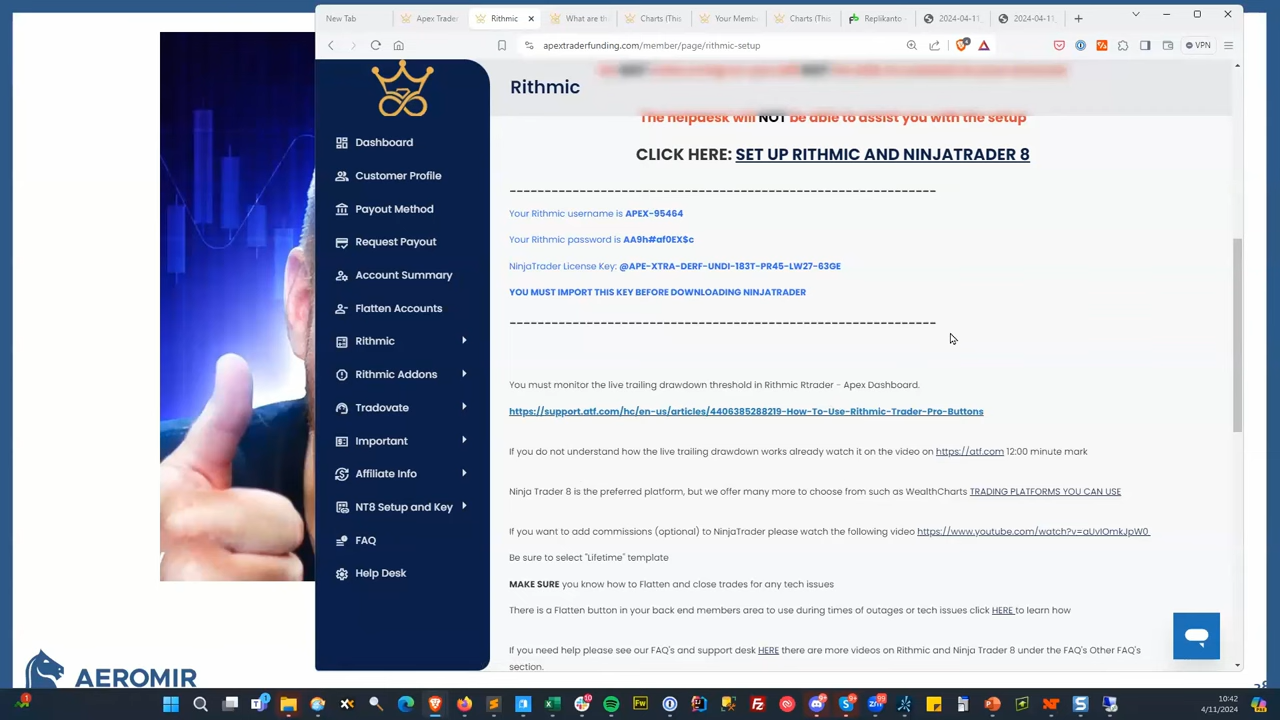 New Tab
Apex Trader
Rithmic
What are th
Charts (This
Your Memb
Charts (This
Replikanto -
2024-04-11,
2024-04-11,
apextraderfunding.com/member/page/rithmic-setup
VPN
Rithmic
Dashboard
Customer Profile
Payout Method
Request Payout
Account Summary
Flatten Accounts
Rithmic
Rithmic Addons
Tradovate
Important
Affiliate Info
NT8 Setup and Key
FAQ
Help Desk
The helpdesk will NOT be able to assist you with the setup
CLICK HERE: SET UP RITHMIC AND NINJATRADER 8
-------------------------------------------------------------
Your Rithmic username is APEX-95464
Your Rithmic password is AA9h#af0EX$c
NinjaTrader License Key: @APE-XTRA-DERF-UNDI-183T-PR45-LW27-63GE
YOU MUST IMPORT THIS KEY BEFORE DOWNLOADING NINJATRADER
-------------------------------------------------------------
You must monitor the live trailing drawdown threshold in Rithmic Rtrader - Apex Dashboard.
https://support.atf.com/hc/en-us/articles/4406385288219-How-To-Use-Rithmic-Trader-Pro-Buttons
If you do not understand how the live trailing drawdown works already watch it on the video on https://atf.com 12:00 minute mark
Ninja Trader 8 is the preferred platform, but we offer many more to choose from such as WealthCharts TRADING PLATFORMS YOU CAN USE
If you want to add commissions (optional) to NinjaTrader please watch the following video https://www.youtube.com/watch?v=aUvIOmkJpW0
Be sure to select "Lifetime" template
MAKE SURE you know how to Flatten and close trades for any tech issues
There is a Flatten button in your back end members area to use during times of outages or tech issues click HERE to learn how
If you need help please see our FAQ's and support desk HERE there are more videos on Rithmic and Ninja Trader 8 under the FAQ's Other FAQ's
section.
AEROMIR
10:42
4/11/2024